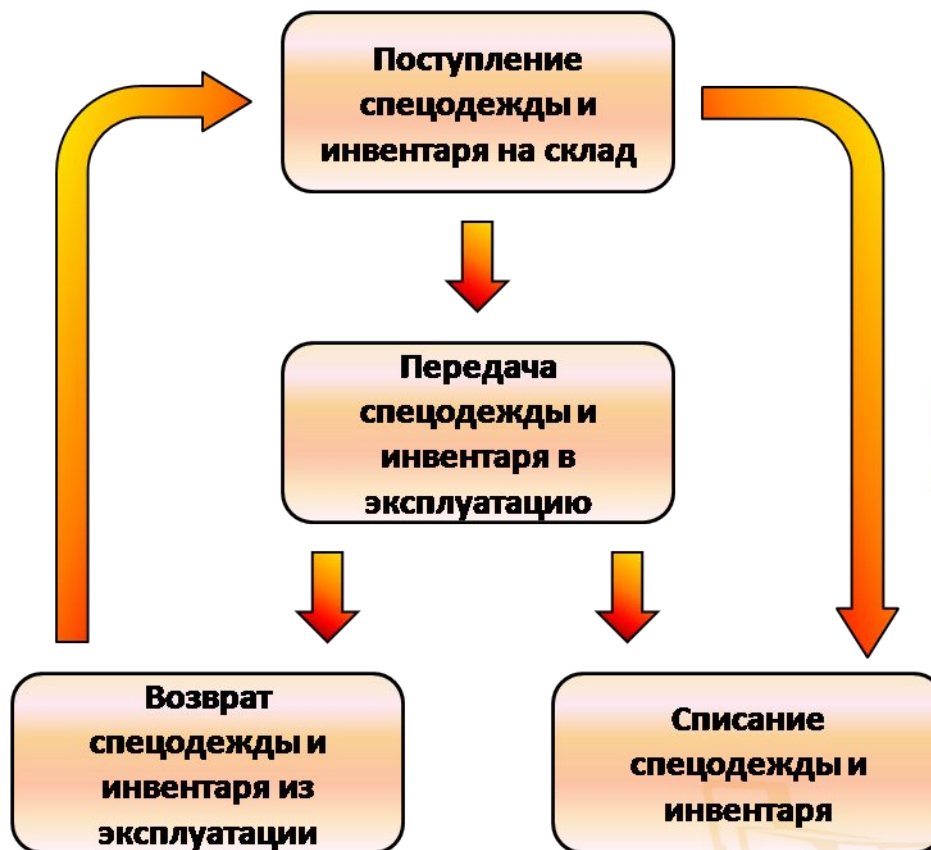 Поступление
спецодежды и
инвентаря на склад
Передача
спецодежды и
инвентаря в
эксплуатацию
Возврат
спецодежды и
инвентаря из
эксплуатации
Списание
спецодежды и
инвентаря